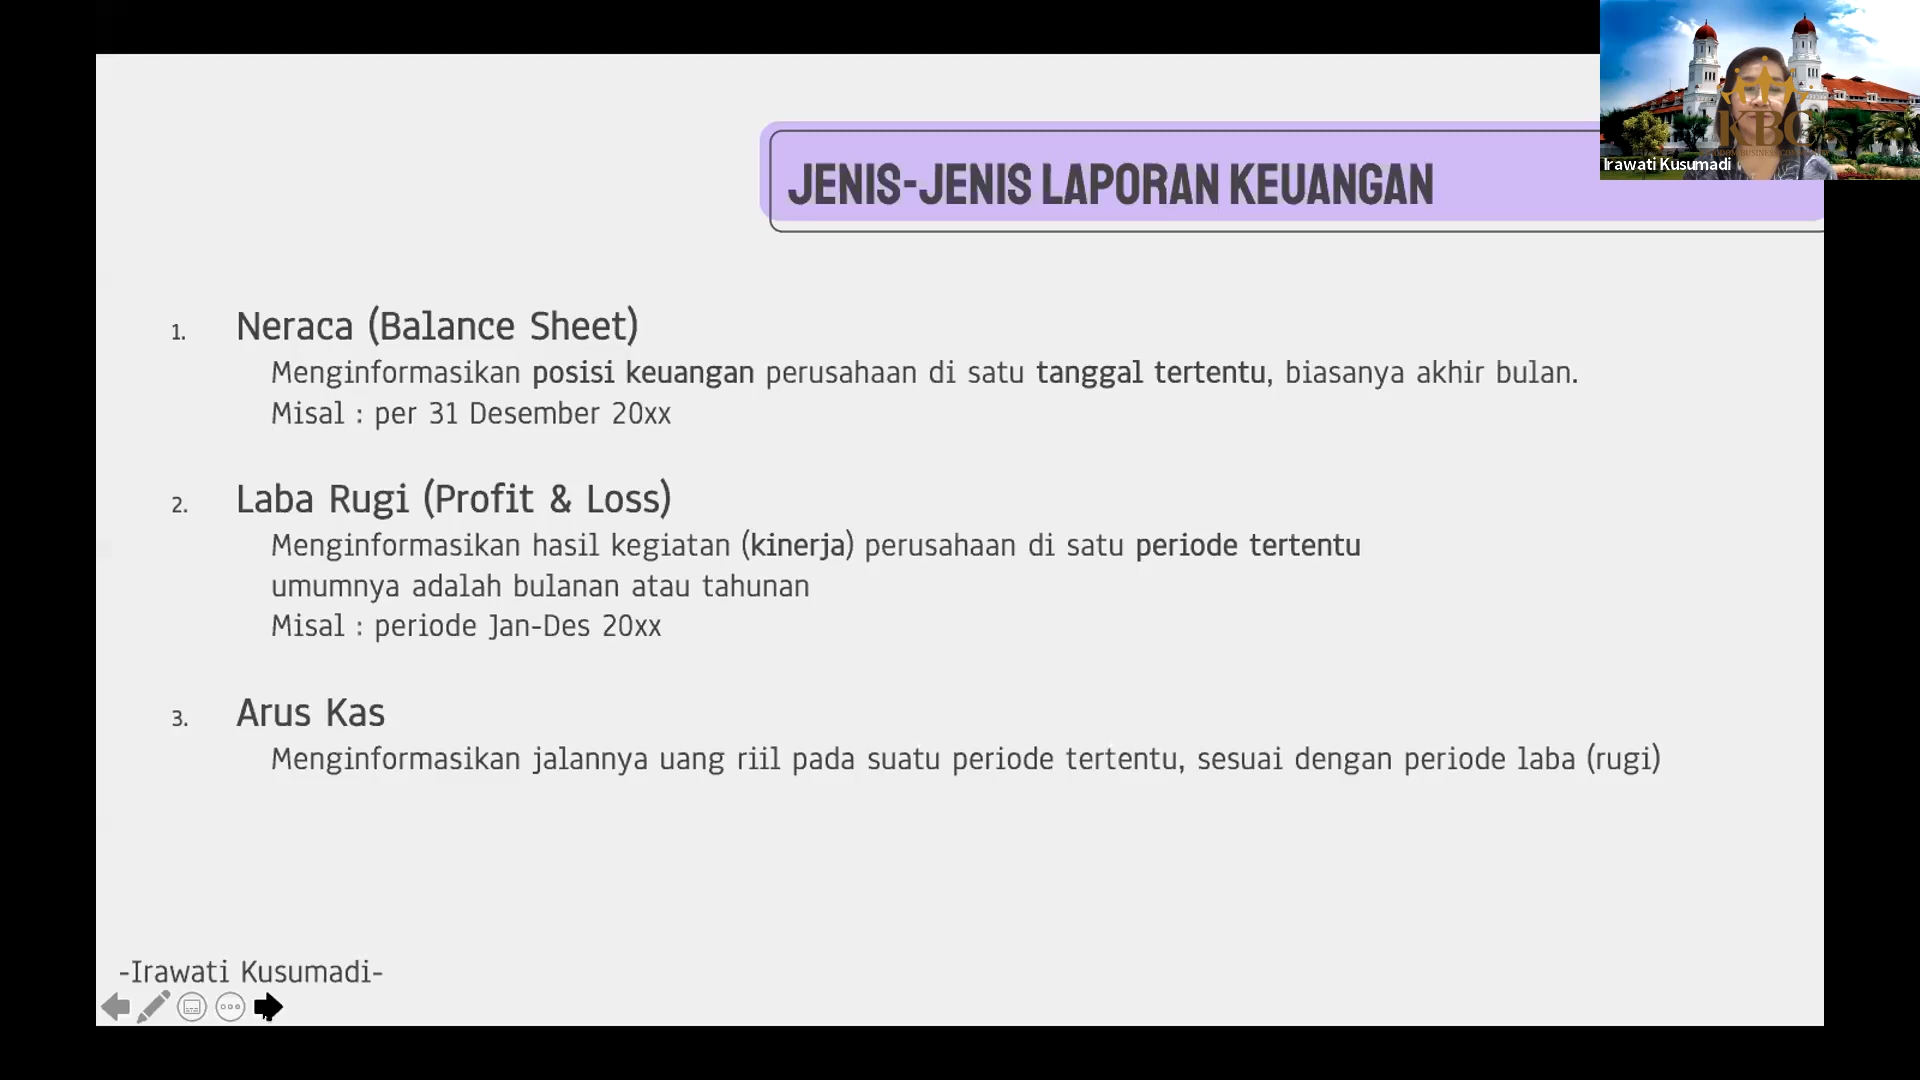 JENIS-JENIS LAPORAN KEUANGAN
KBC
Irawati Kusumadi
1. Neraca (Balance Sheet)
Menginformasikan posisi keuangan perusahaan di satu tanggal tertentu, biasanya akhir bulan.
Misal : per 31 Desember 20xx
2. Laba Rugi (Profit & Loss)
Menginformasikan hasil kegiatan (kinerja) perusahaan di satu periode tertentu
umumnya adalah bulanan atau tahunan
Misal : periode Jan-Des 20xx
3. Arus Kas
Menginformasikan jalannya uang riil pada suatu periode tertentu, sesuai dengan periode laba (rugi)
-Irawati Kusumadi-